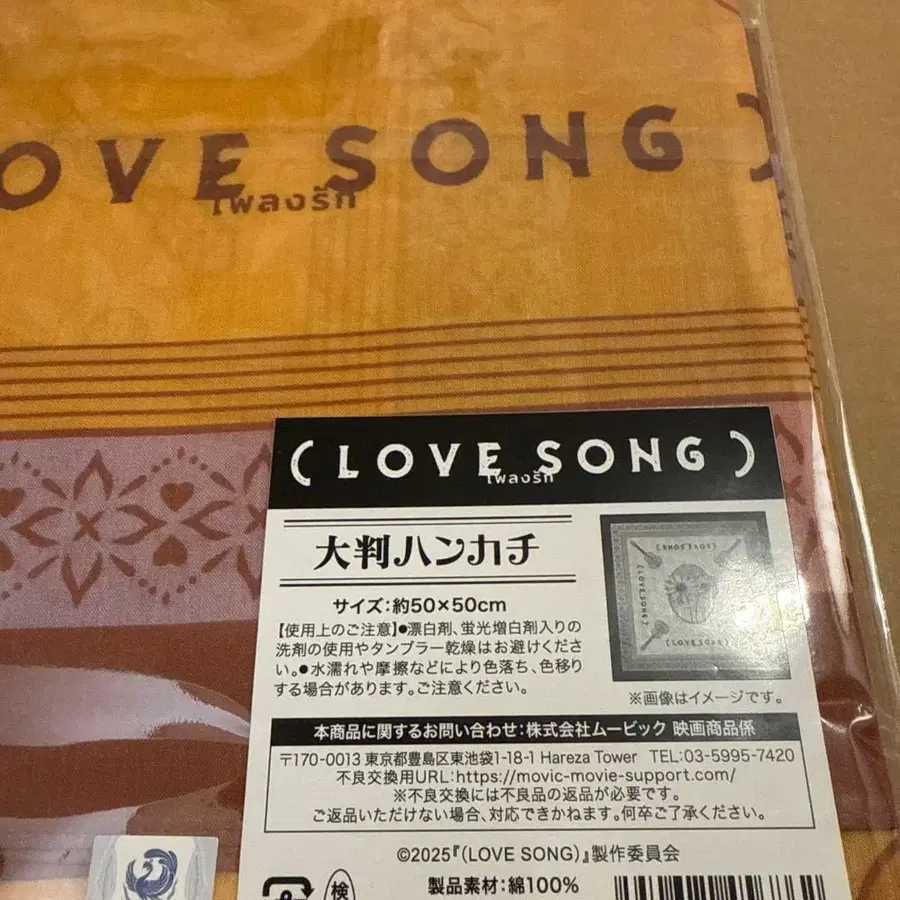 OVE SONG )
เพลงรัก
( LOVE SONG )
เพลงรัก
大判ハンカチ
サイズ:約50×50cm
【使用上のご注意】●漂白剤、蛍光増白剤入りの
洗剤の使用やタンブラー乾燥はお避けくださ
い。●水濡れや摩擦などにより色落ち、色移り
する場合があります。ご注意ください。
(LOVE SONG)
(LOVE SONG)
(LOVE SONG)
※画像はイメージです。
本商品に関するお問い合わせ:株式会社ムービック 映画商品係
〒170-0013 東京都豊島区東池袋1-18-1 Hareza Tower TEL:03-5995-7420
不良交換用URL:https://movic-movie-support.com/
※不良交換には不良品の返品が必要です。
ご返品いただけない場合、対応できかねます。何卒ご了承ください。
©2025『(LOVE SONG)』製作委員会
検
製品素材:綿100%